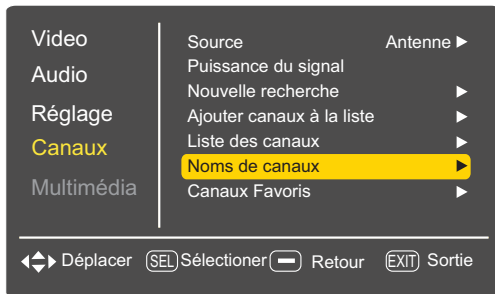 Video
Audio
Réglage
Canaux
Multimédia
Source Antenne ▶
Puissance du signal
Nouvelle recherche ▶
Ajouter canaux à la liste ▶
Liste des canaux ▶
Noms de canaux ▶
Canaux Favoris ▶
Déplacer SEL Sélectioner Retour EXIT Sortie